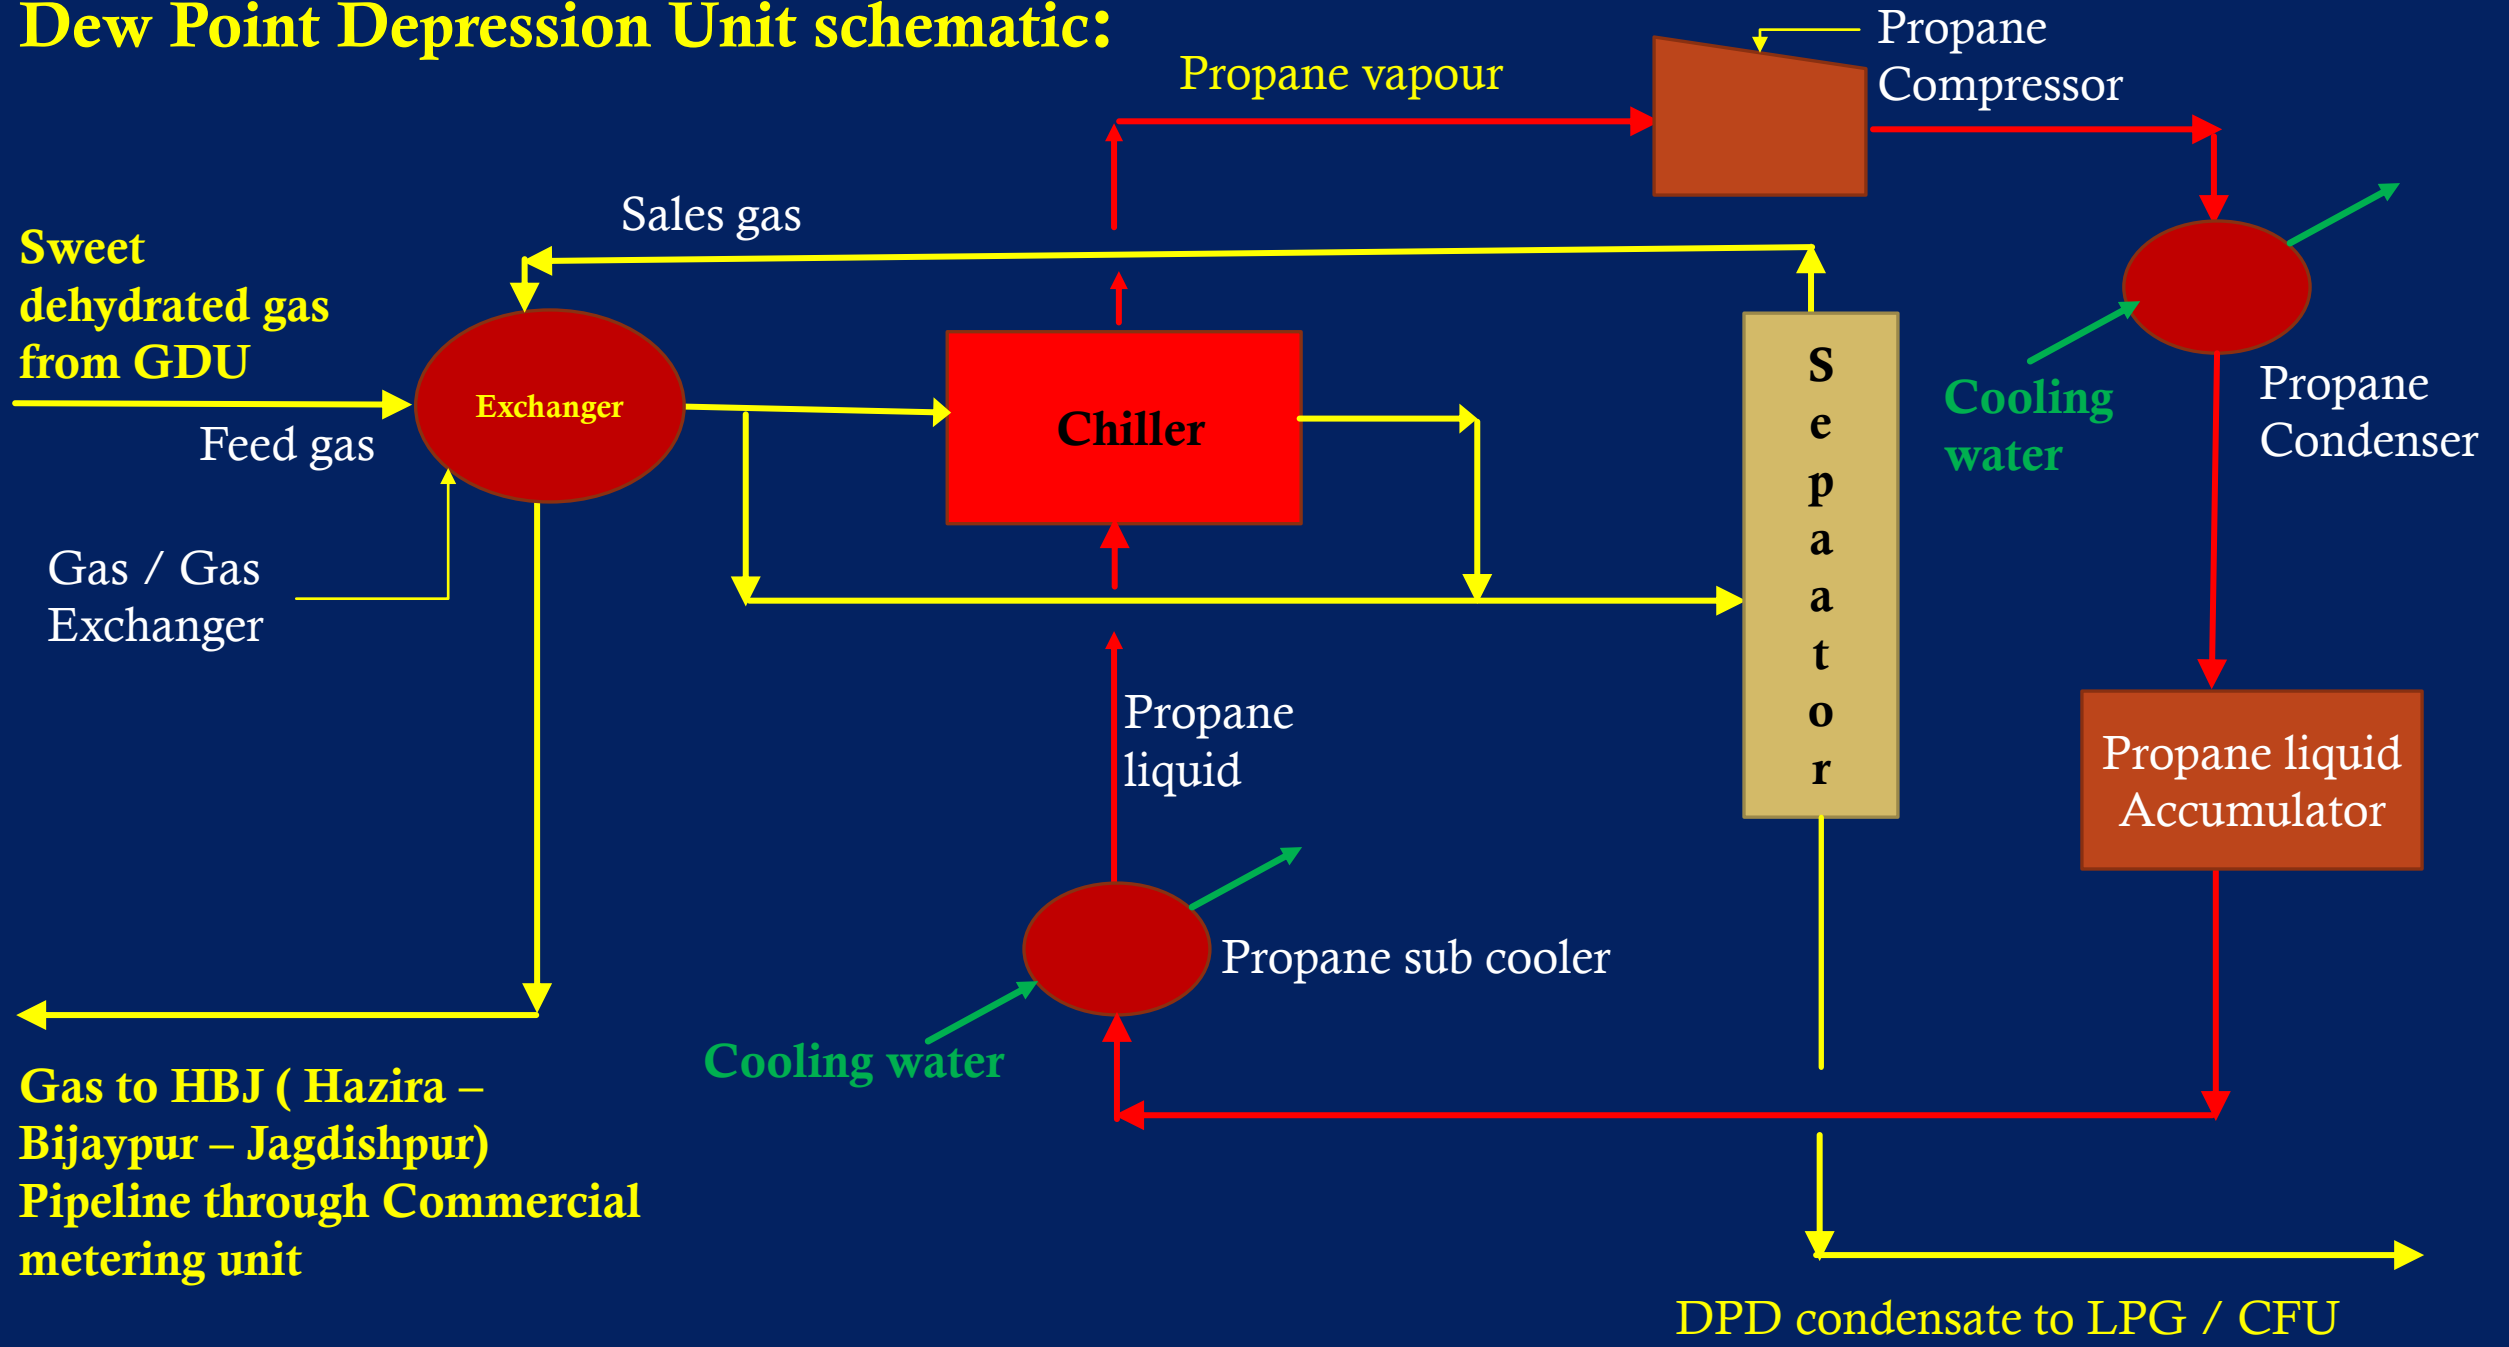 Dew Point Depression Unit schematic:
Propane
Compressor
Propane vapour
Sales gas
Sweet
dehydrated gas
from GDU
Feed gas
Exchanger
Gas / Gas
Exchanger
Chiller
S
e
p
a
a
t
o
r
Cooling
water
Propane
Condenser
Propane
liquid
Propane liquid
Accumulator
Propane sub cooler
Cooling water
Gas to HBJ ( Hazira –
Bijaypur – Jagdishpur)
Pipeline through Commercial
metering unit
DPD condensate to LPG / CFU